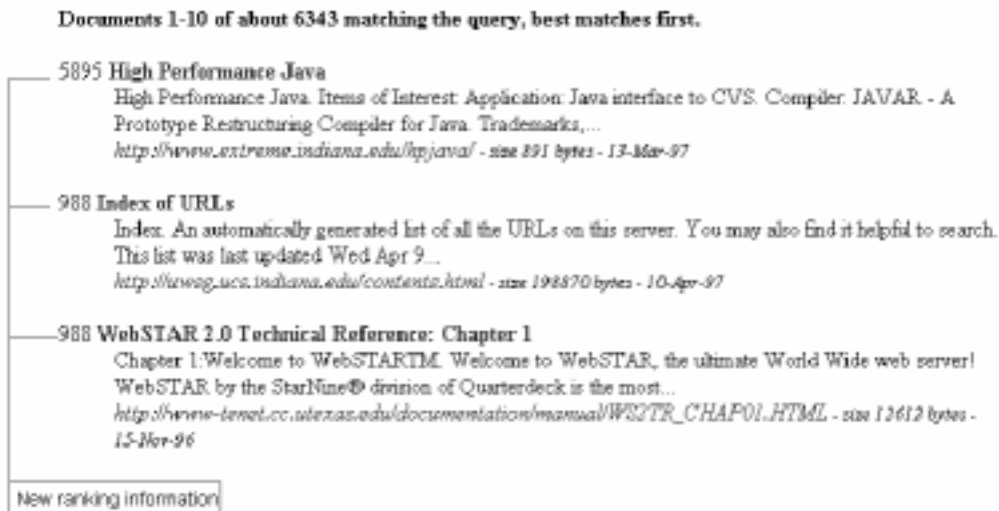 Documents 1-10 of about 6343 matching the query, best matches first.
5895 High Performance Java
High Performance Java. Items of Interest: Application: Java interface to CVS. Compiler: JAVAR - A
Prototype Restructuring Compiler for Java. Trademarks,...
http://www.extreme.indiana.edu/hpjava/ - size 891 bytes - 13-Mar-97
988 Index of URLs
Index. An automatically generated list of all the URLs on this server. You may also find it helpful to search.
This list was last updated Wed Apr 9...
http://uwsg.ucs.indiana.edu/contents.html - size 198870 bytes - 10-Apr-97
988 WebSTAR 2.0 Technical Reference: Chapter 1
Chapter 1:Welcome to WebSTARTM. Welcome to WebSTAR, the ultimate World Wide web server!
WebSTAR by the StarNine® division of Quarterdeck is the most...
http://www-tenet.cc.utexas.edu/documentation/manual/WS2TR_CHAP01.HTML - size 12612 bytes -
15-Nov-96
New ranking information